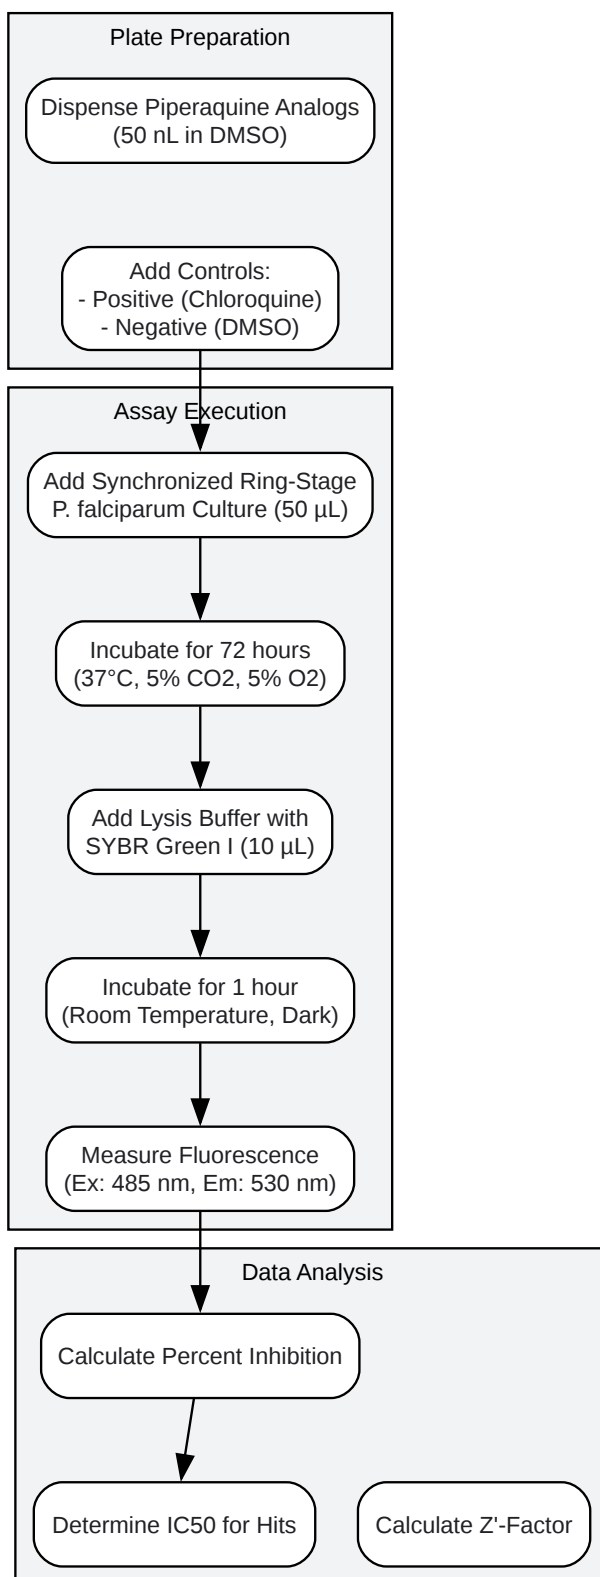 Plate Preparation
Dispense Piperaquine Analogs
(50 nL in DMSO)
Add Controls:
- Positive (Chloroquine)
- Negative (DMSO)
Assay Execution
Add Synchronized Ring-Stage
P. falciparum Culture (50 µL)
Incubate for 72 hours
(37°C, 5% CO2, 5% O2)
Add Lysis Buffer with
SYBR Green I (10 µL)
Incubate for 1 hour
(Room Temperature, Dark)
Measure Fluorescence
(Ex: 485 nm, Em: 530 nm)
Data Analysis
Calculate Percent Inhibition
Determine IC50 for Hits
Calculate Z'-Factor